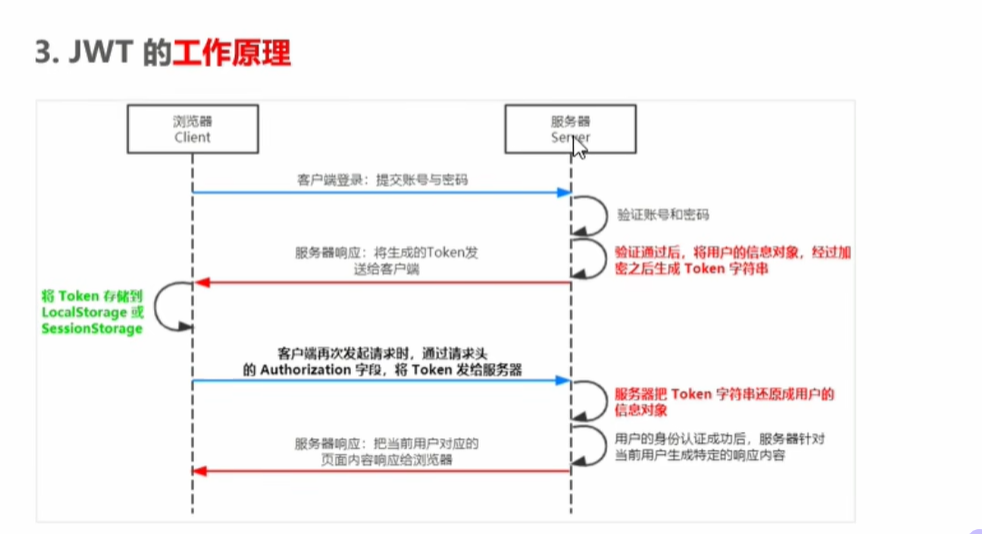 3. JWT 的工作原理
浏览器
Client
服务器
Server
客户端登录：提交账号与密码
验证账号和密码
服务器响应：将生成的Token发
送给客户端
验证通过后，将用户的信息对象，经过加
密之后生成 Token 字符串
将 Token 存储到
LocalStorage 或
SessionStorage
客户端再次发起请求时，通过请求头
的 Authorization 字段，将 Token 发给服务器
服务器把 Token 字符串还原成用户的
信息对象
服务器响应：把当前用户对应的
页面内容响应给浏览器
用户的身份认证成功后，服务器针对
当前用户生成特定的响应内容